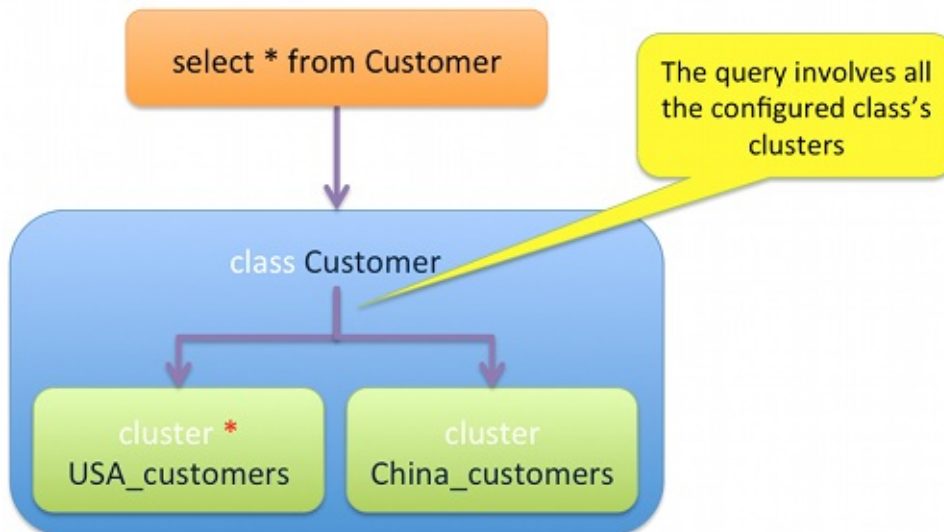 select * from Customer
The query involves all
the configured class's
clusters
class Customer
cluster *
USA_customers
cluster
China_customers